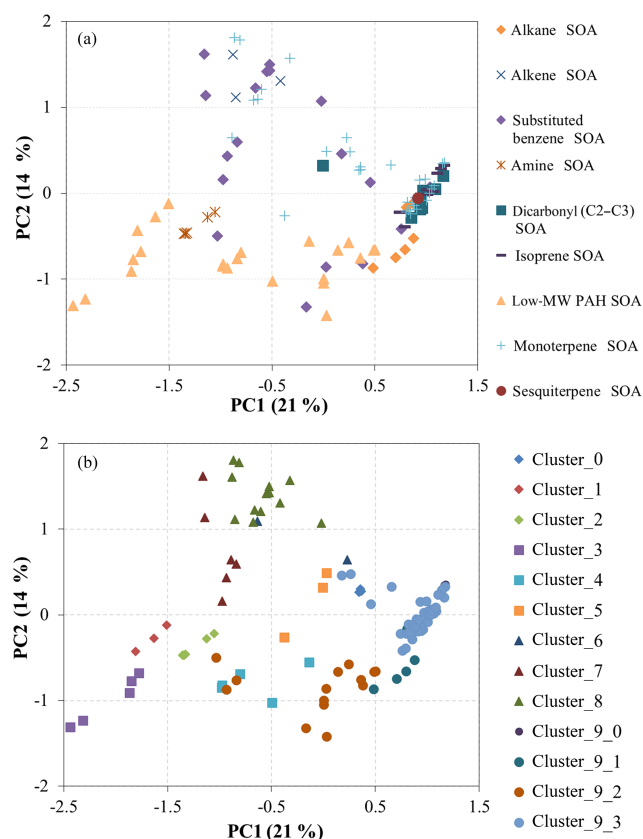 (a)
2
1
0
-1
-2
PC2 (14 %)
-2.5
-1.5
-0.5
0.5
1.5
PC1 (21 %)
Alkane SOA
Alkene SOA
Substituted
benzene SOA
Amine SOA
Dicarbonyl (C2–C3)
SOA
Isoprene SOA
Low-MW PAH SOA
Monoterpene SOA
Sesquiterpene SOA
(b)
2
1
0
-1
-2
PC2 (14 %)
-2.5
-1.5
-0.5
0.5
1.5
PC1 (21 %)
Cluster_0
Cluster_1
Cluster_2
Cluster_3
Cluster_4
Cluster_5
Cluster_6
Cluster_7
Cluster_8
Cluster_9_0
Cluster_9_1
Cluster_9_2
Cluster_9_3